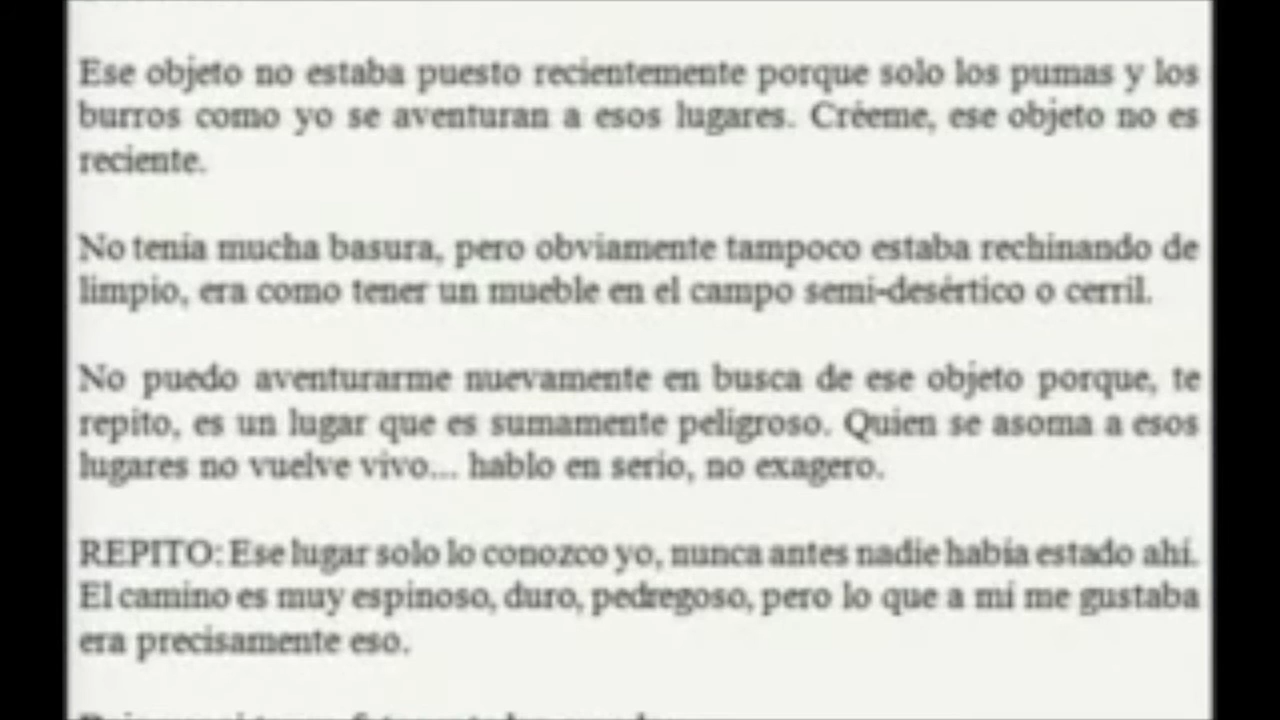 Ese objeto no estaba puesto recientemente porque solo los pumas y los
burros como yo se aventuran a esos lugares. Créeme, ese objeto no es
reciente.
No tenía mucha basura, pero obviamente tampoco estaba rechinando de
limpio, era como tener un mueble en el campo semi-desértico o cerril.
No puedo aventurarme nuevamente en busca de ese objeto porque, te
repito, es un lugar que es sumamente peligroso. Quien se asoma a esos
lugares no vuelve vivo... hablo en serio, no exagero.
REPITO: Ese lugar solo lo conozco yo, nunca antes nadie había estado ahí.
El camino es muy espinoso, duro, pedregoso, pero lo que a mí me gustaba
era precisamente eso.